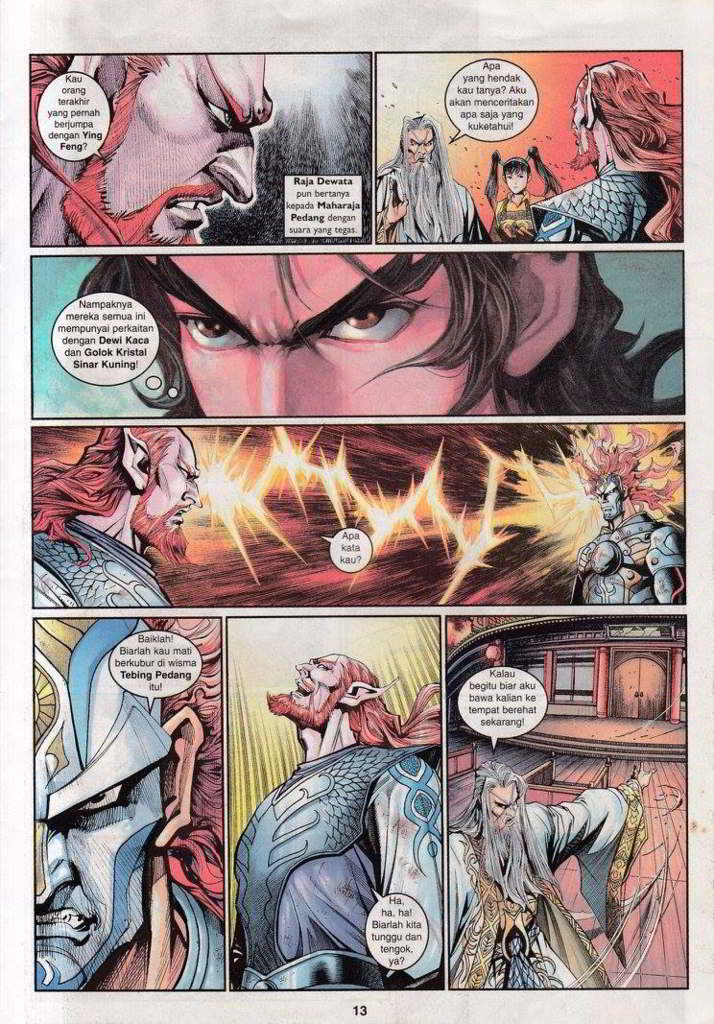 Kau
orang
terakhir
yang pernah
berjumpa
dengan Ying
Feng?
Raja Dewata
pun bertanya
kepada Maharaja
Pedang dengan
suara yang tegas.
Apa
yang hendak
kau tanya? Aku
akan menceritakan
apa saja yang
kuketahui!
Nampaknya
mereka semua ini
mempunyai perkaitan
dengan Dewi Kaca
dan Golok Kristal
Sinar Kuning!
Apa
kata
kau?
Baiklah!
Biarlah kau mati
berkubur di wisma
Tebing Pedang
itu!
Ha,
ha, ha!
Biarlah kita
tunggu dan
tengok,
ya?
Kalau
begitu biar aku
bawa kalian ke
tempat berehat
sekarang!
13